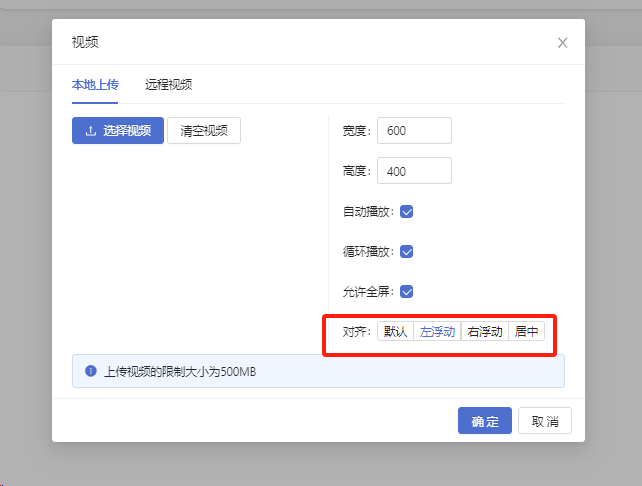 视频
本地上传 远程视频
选择视频 清空视频
宽度: 600
高度: 400
自动播放:
循环播放:
允许全屏:
对齐: 默认 左浮动 右浮动 居中
上传视频的限制大小为500MB
确定 取消